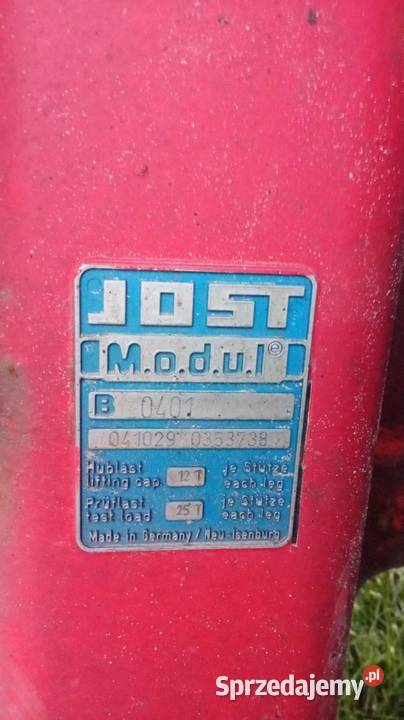 JOST
M.o.d.u.l e
B 0401
041029 0353738
Hublast 12 T je Stütze
lifting cap each leg
Prüflast 25 T je Stütze
test load each leg
Made in Germany / Neu-Isenburg
Sprzedajemy.pl